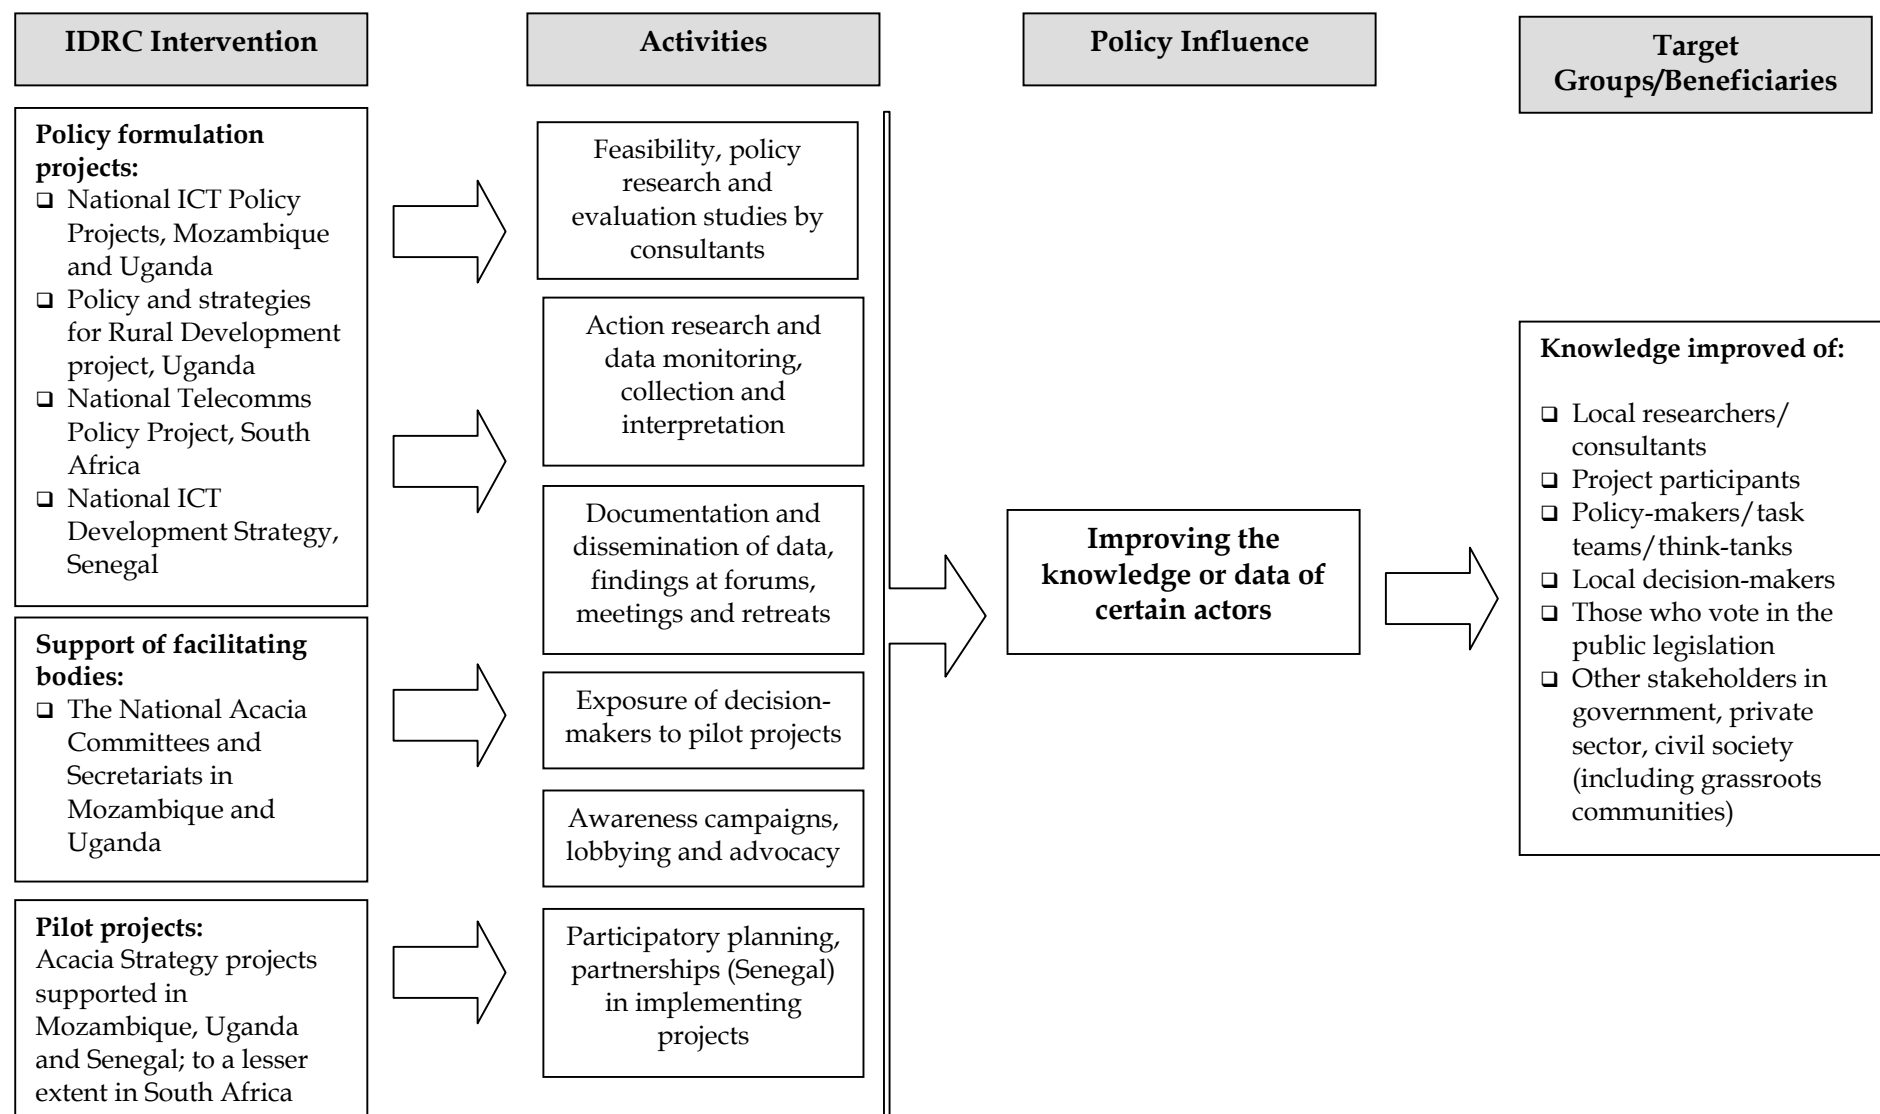 IDRC Intervention
Policy formulation
projects:
❑ National ICT Policy
Projects, Mozambique
and Uganda
❑ Policy and strategies
for Rural Development
project, Uganda
❑ National Telecomms
Policy Project, South
Africa
❑ National ICT
Development Strategy,
Senegal
Support of facilitating
bodies:
❑ The National Acacia
Committees and
Secretariats in
Mozambique and
Uganda
Pilot projects:
Acacia Strategy projects
supported in
Mozambique, Uganda
and Senegal; to a lesser
extent in South Africa
Activities
Feasibility, policy
research and
evaluation studies by
consultants
Action research and
data monitoring,
collection and
interpretation
Documentation and
dissemination of data,
findings at forums,
meetings and retreats
Exposure of decision-
makers to pilot projects
Awareness campaigns,
lobbying and advocacy
Participatory planning,
partnerships (Senegal)
in implementing
projects
Policy Influence
Improving the
knowledge or data of
certain actors
Target
Groups/Beneficiaries
Knowledge improved of:
❑ Local researchers/
consultants
❑ Project participants
❑ Policy-makers/task
teams/think-tanks
❑ Local decision-makers
❑ Those who vote in the
public legislation
❑ Other stakeholders in
government, private
sector, civil society
(including grassroots
communities)